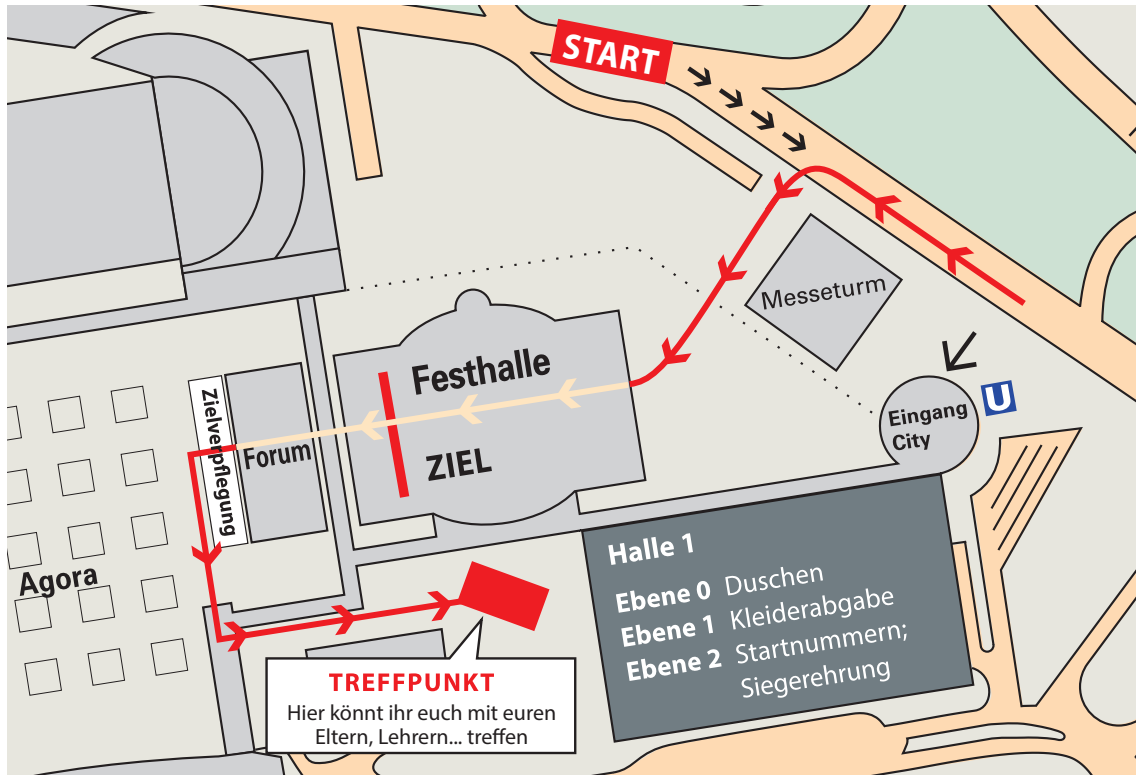 START
Messeturm
Festhalle
ZIEL
Eingang
City
U
Zielverpflegung
Forum
Agora
Halle 1
Ebene 0 Duschen
Ebene 1 Kleiderabgabe
Ebene 2 Startnummern;
Siegerehrung
TREFFPUNKT
Hier könnt ihr euch mit euren
Eltern, Lehrern... treffen